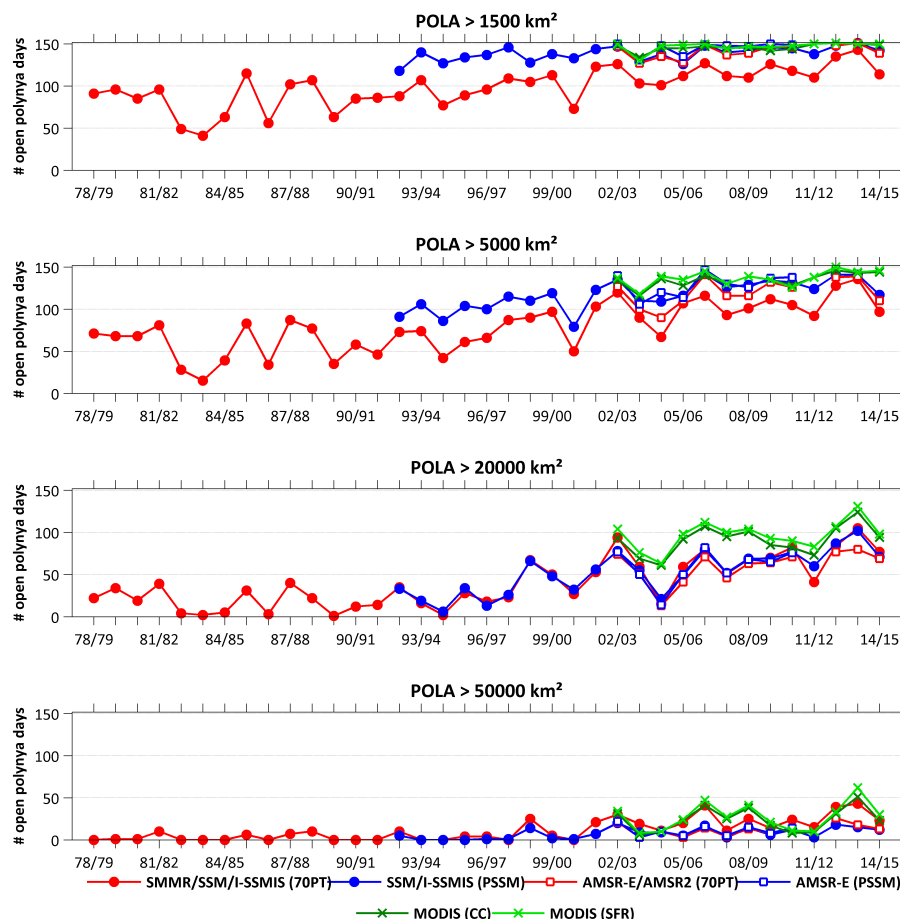 POLA > 1500 km²
# open polynya days
150
100
50
0
78/79 81/82 84/85 87/88 90/91 93/94 96/97 99/00 02/03 05/06 08/09 11/12 14/15
POLA > 5000 km²
# open polynya days
150
100
50
0
78/79 81/82 84/85 87/88 90/91 93/94 96/97 99/00 02/03 05/06 08/09 11/12 14/15
POLA > 20000 km²
# open polynya days
150
100
50
0
78/79 81/82 84/85 87/88 90/91 93/94 96/97 99/00 02/03 05/06 08/09 11/12 14/15
POLA > 50000 km²
# open polynya days
150
100
50
0
78/79 81/82 84/85 87/88 90/91 93/94 96/97 99/00 02/03 05/06 08/09 11/12 14/15
SMMR/SSM/I-SSMIS (70PT) SSM/I-SSMIS (PSSM) AMSR-E/AMSR2 (70PT) AMSR-E (PSSM)
MODIS (CC) MODIS (SFR)